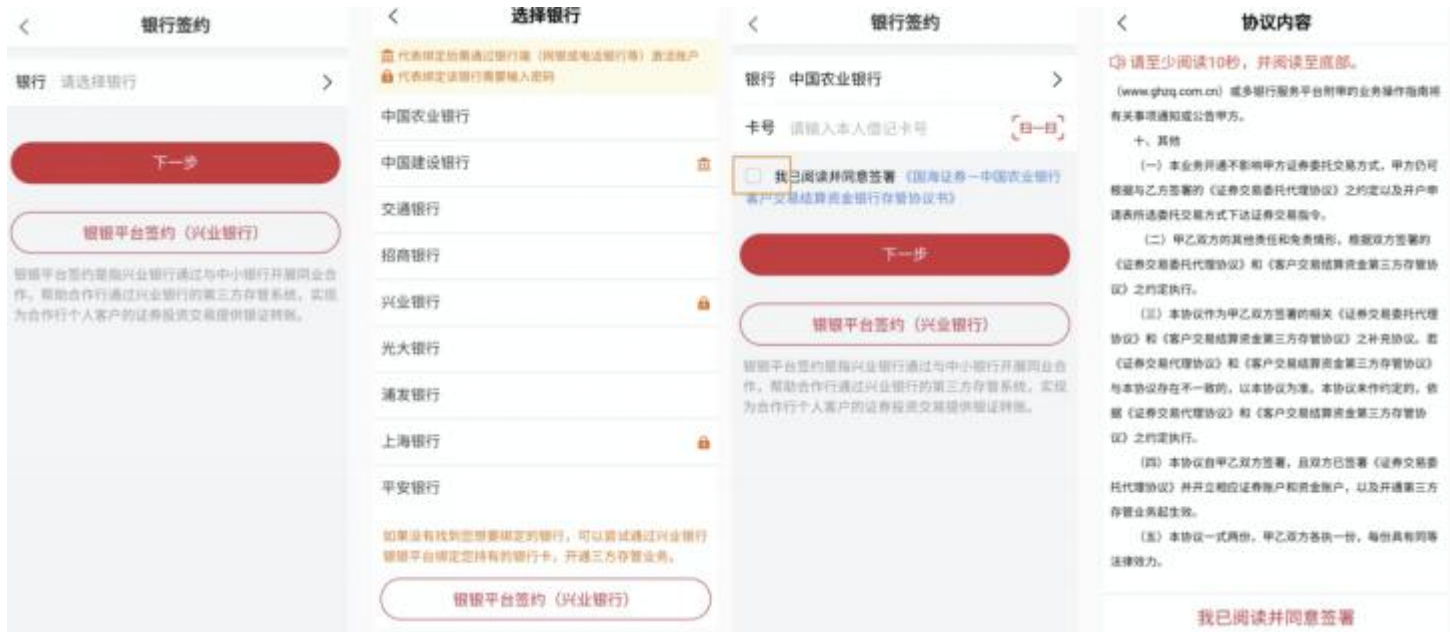 银行签约
银行 请选择银行
下一步
银银平台签约（兴业银行）
银银平台签约是指兴业银行通过与中小银行开展同业合
作，帮助合作行通过兴业银行的第三方存管系统，实现
为合作行个人客户的证券投资交易提供银证转账。
选择银行
代表绑定后需通过银行端（网银或电话银行等）激活账户
代表绑定该银行需要输入密码
中国农业银行
中国建设银行
交通银行
招商银行
兴业银行
光大银行
浦发银行
上海银行
平安银行
如果没有找到您想要绑定的银行，可以尝试通过兴业银行
银银平台绑定您持有的银行卡，开通三方存管业务。
银银平台签约（兴业银行）
银行签约
银行 中国农业银行
卡号 请输入本人借记卡号
我已阅读并同意签署《国海证券－中国农业银行
客户交易结算资金银行存管协议书》
下一步
银银平台签约（兴业银行）
银银平台签约是指兴业银行通过与中小银行开展同业合
作，帮助合作行通过兴业银行的第三方存管系统，实现
为合作行个人客户的证券投资交易提供银证转账。
协议内容
请至少阅读10秒，并阅读至底部。
（www.ghzq.com.cn）或多银行服务平台附带的业务操作指南将
有关事项通知或公告甲方。
十、其他
（一）本业务开通不影响甲方证券委托交易方式，甲方仍可
根据与乙方签署的《证券交易委托代理协议》之约定以及开户申
请表所选委托交易方式下达证券交易指令。
（二）甲乙双方的其他责任和免责情形，根据双方签署的
《证券交易委托代理协议》和《客户交易结算资金第三方存管协
议》之约定执行。
（三）本协议作为甲乙双方签署的相关《证券交易委托代理
协议》和《客户交易结算资金第三方存管协议》之补充协议。若
《证券交易代理协议》和《客户交易结算资金第三方存管协议》
与本协议存在不一致的，以本协议为准。本协议未作约定的，依
据《证券交易代理协议》和《客户交易结算资金第三方存管协
议》之约定执行。
（四）本协议自甲乙双方签署，且双方已签署《证券交易委
托代理协议》并开立相应证券账户和资金账户，以及开通第三方
存管业务起生效。
（五）本协议一式两份，甲乙双方各执一份，每份具有同等
法律效力。
我已阅读并同意签署